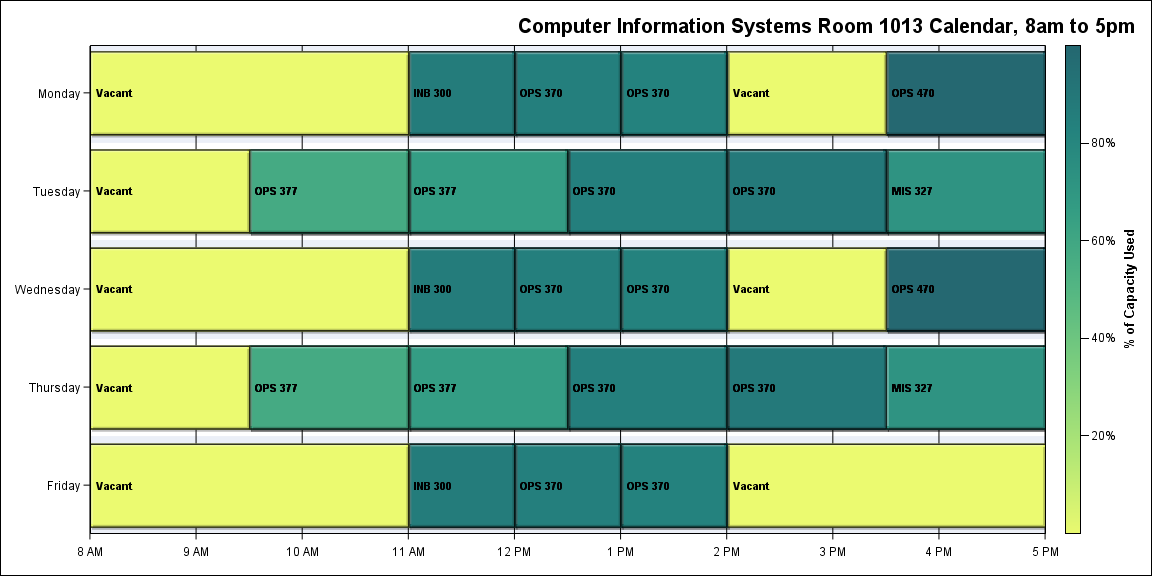 Computer Information Systems Room 1013 Calendar, 8am to 5pm
Monday
Vacant
INB 300
OPS 370
OPS 370
Vacant
OPS 470
Tuesday
Vacant
OPS 377
OPS 377
OPS 370
OPS 370
MIS 327
Wednesday
Vacant
INB 300
OPS 370
OPS 370
Vacant
OPS 470
Thursday
Vacant
OPS 377
OPS 377
OPS 370
OPS 370
MIS 327
Friday
Vacant
INB 300
OPS 370
OPS 370
Vacant
8 AM
9 AM
10 AM
11 AM
12 PM
1 PM
2 PM
3 PM
4 PM
5 PM
80%
60%
40%
20%
% of Capacity Used